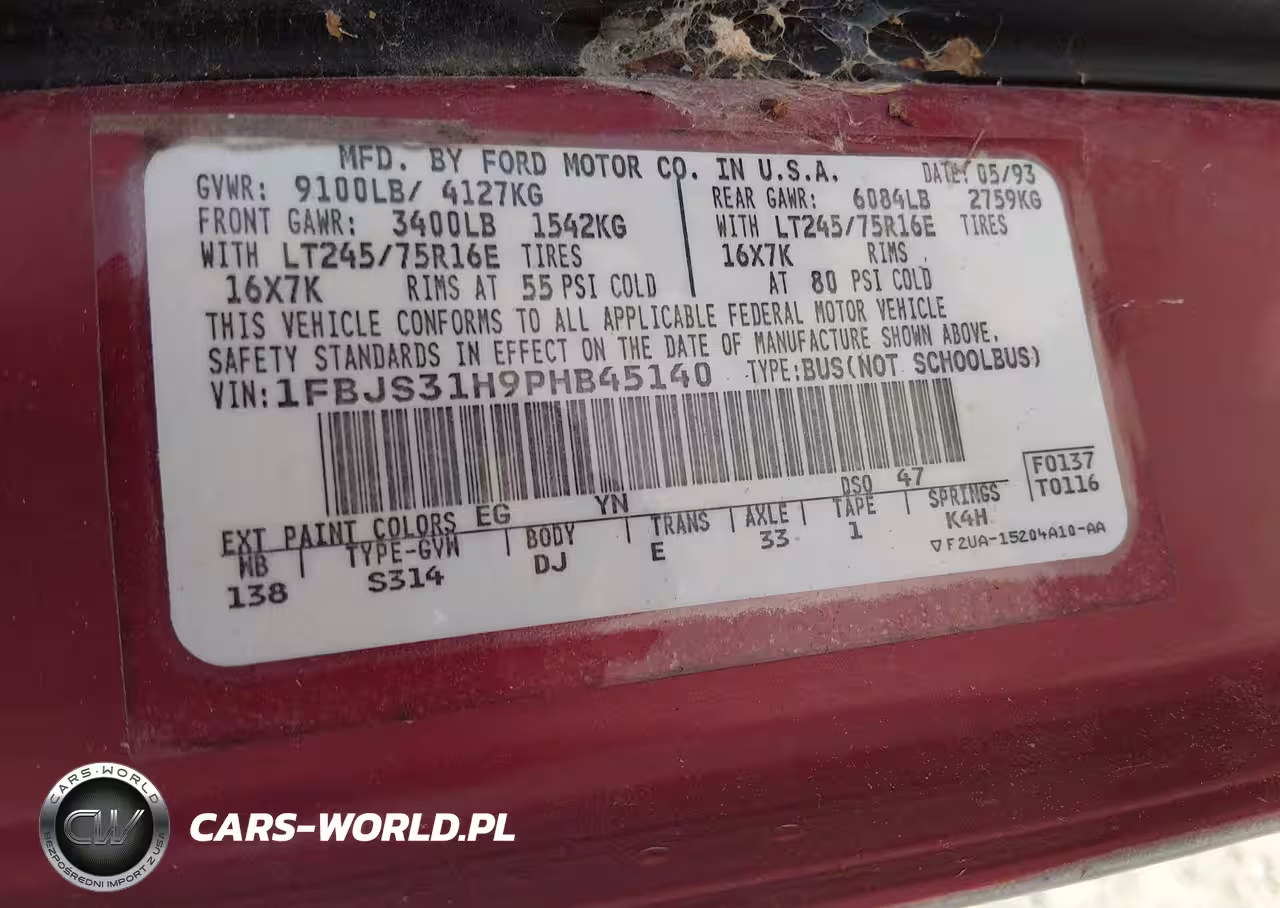 MFD. BY FORD MOTOR CO. IN U.S.A.
DATE: 05/93
GVWR: 9100LB/ 4127KG
FRONT GAWR: 3400LB 1542KG
WITH LT245/75R16E TIRES
16X7K RIMS AT 55 PSI COLD
REAR GAWR: 6084LB 2759KG
WITH LT245/75R16E TIRES
16X7K RIMS
AT 80 PSI COLD
THIS VEHICLE CONFORMS TO ALL APPLICABLE FEDERAL MOTOR VEHICLE
SAFETY STANDARDS IN EFFECT ON THE DATE OF MANUFACTURE SHOWN ABOVE.
VIN: 1FBJS31H9PHB45140 TYPE: BUS(NOT SCHOOLBUS)
F0137
T0116
EXT PAINT COLORS EG YN DSO 47
WB TYPE-GVW BODY TRANS AXLE TAPE SPRINGS
138 S314 DJ E 33 1 K4H
▽F2UA-15204A10-AA
CARS-WORLD
CW
BEZPOŚREDNI IMPORT Z USA
CARS-WORLD.PL